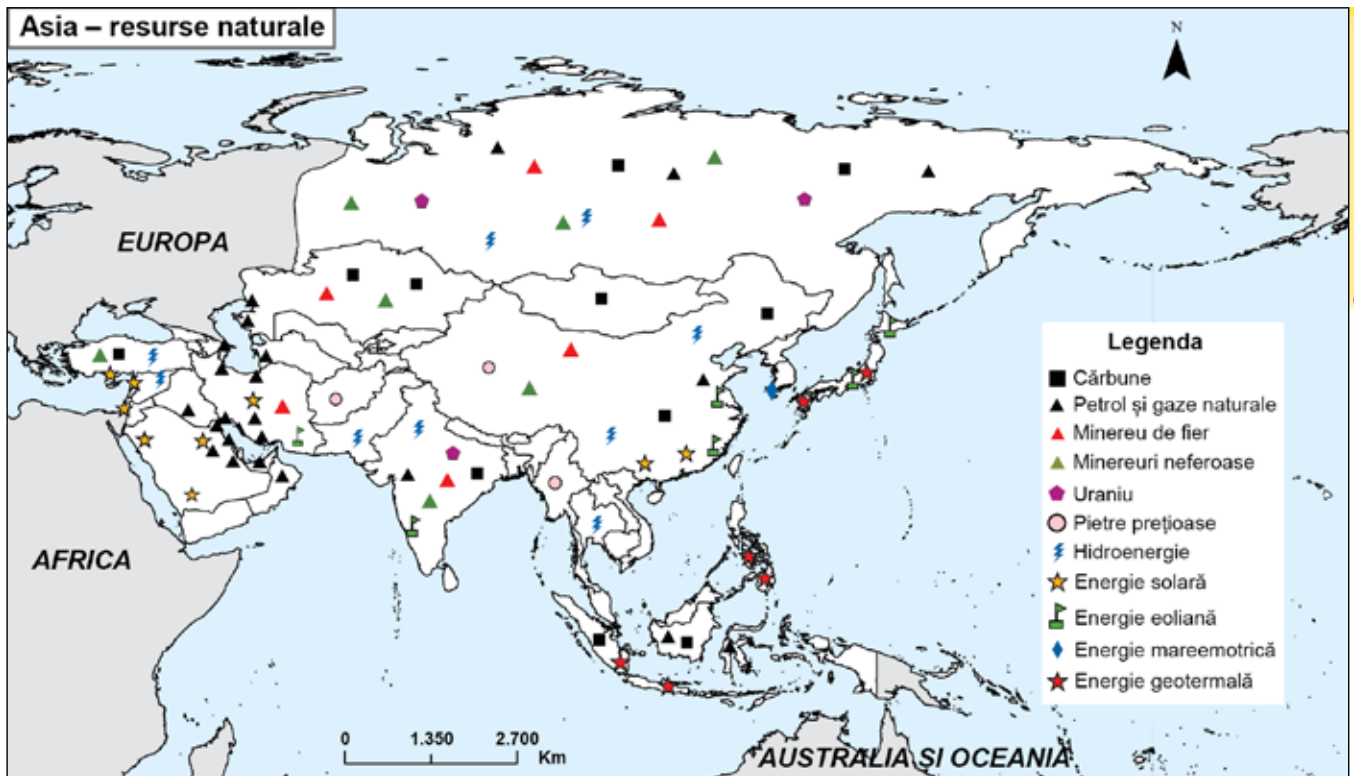 Asia – resurse naturale
N
EUROPA
AFRICA
Legenda
Cărbune
Petrol și gaze naturale
Minereu de fier
Minereuri neferoase
Uraniu
Pietre prețioase
Hidroenergie
Energie solară
Energie eoliană
Energie mareemotrică
Energie geotermală
0 1.350 2.700
Km
AUSTRALIA ȘI OCEANIA